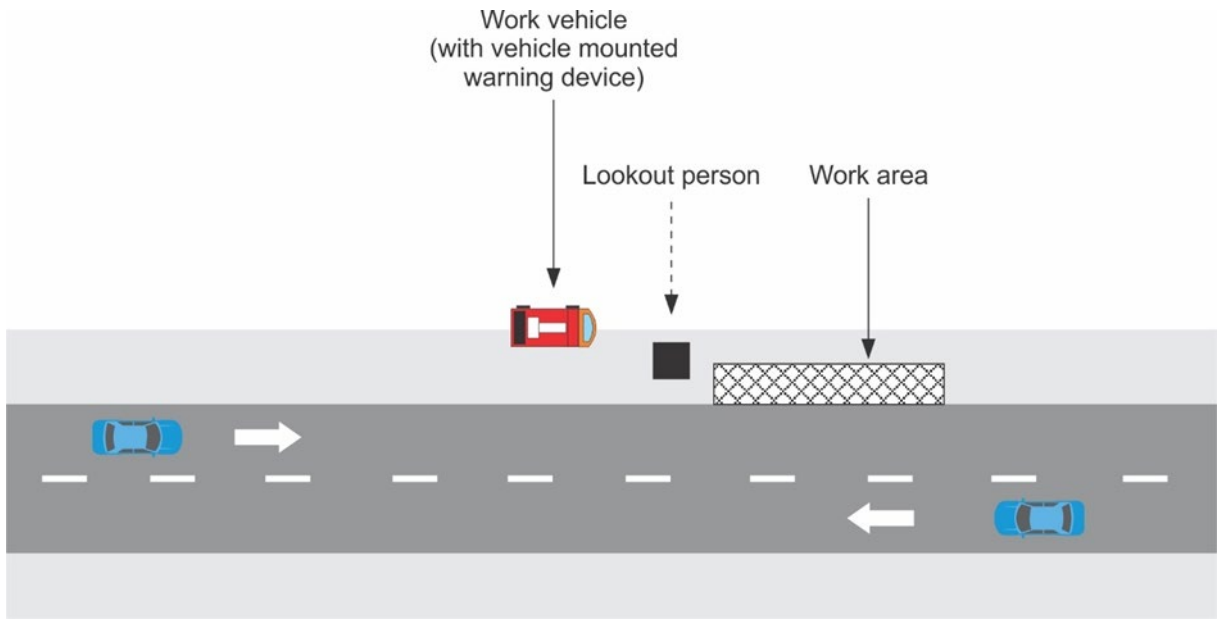 Work vehicle
(with vehicle mounted
warning device)
Lookout person
Work area